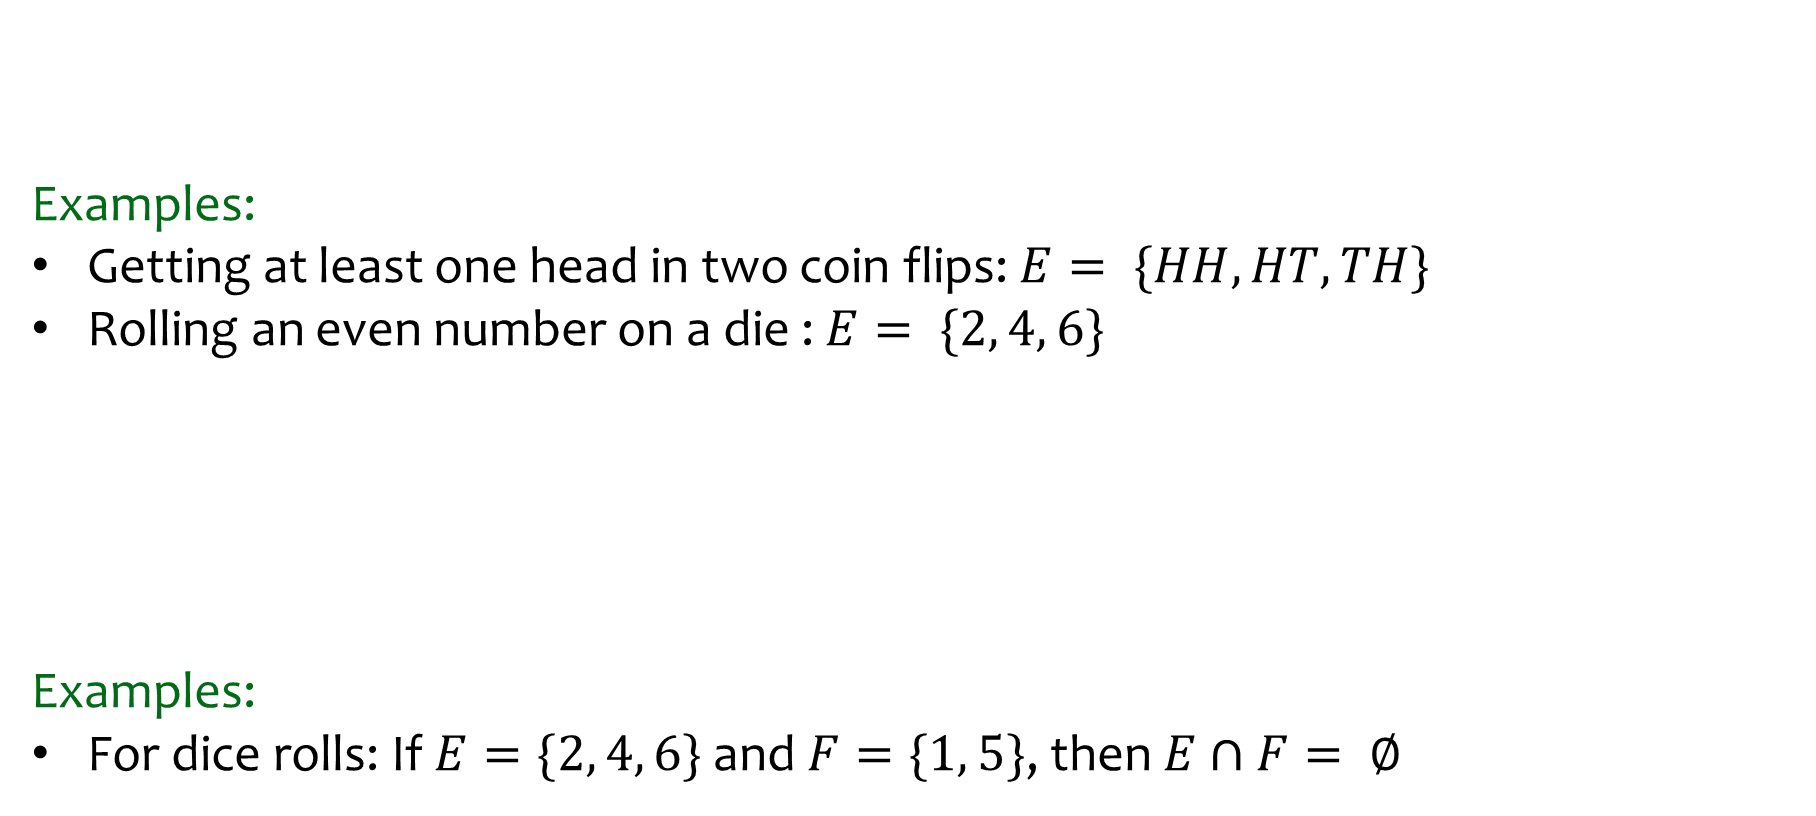 Examples:
• Getting at least one head in two coin flips: E = {HH, HT, TH}
• Rolling an even number on a die : E = {2, 4, 6}
Examples:
• For dice rolls: If E = {2, 4, 6} and F = {1, 5}, then E ∩ F = ∅